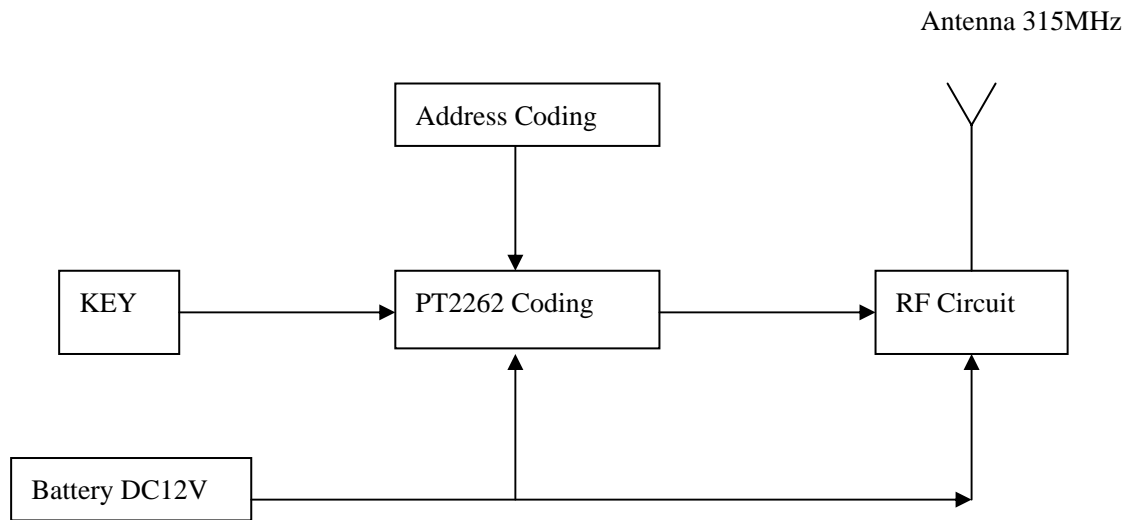 Antenna 315MHz
Address Coding
KEY
PT2262 Coding
RF Circuit
Battery DC12V